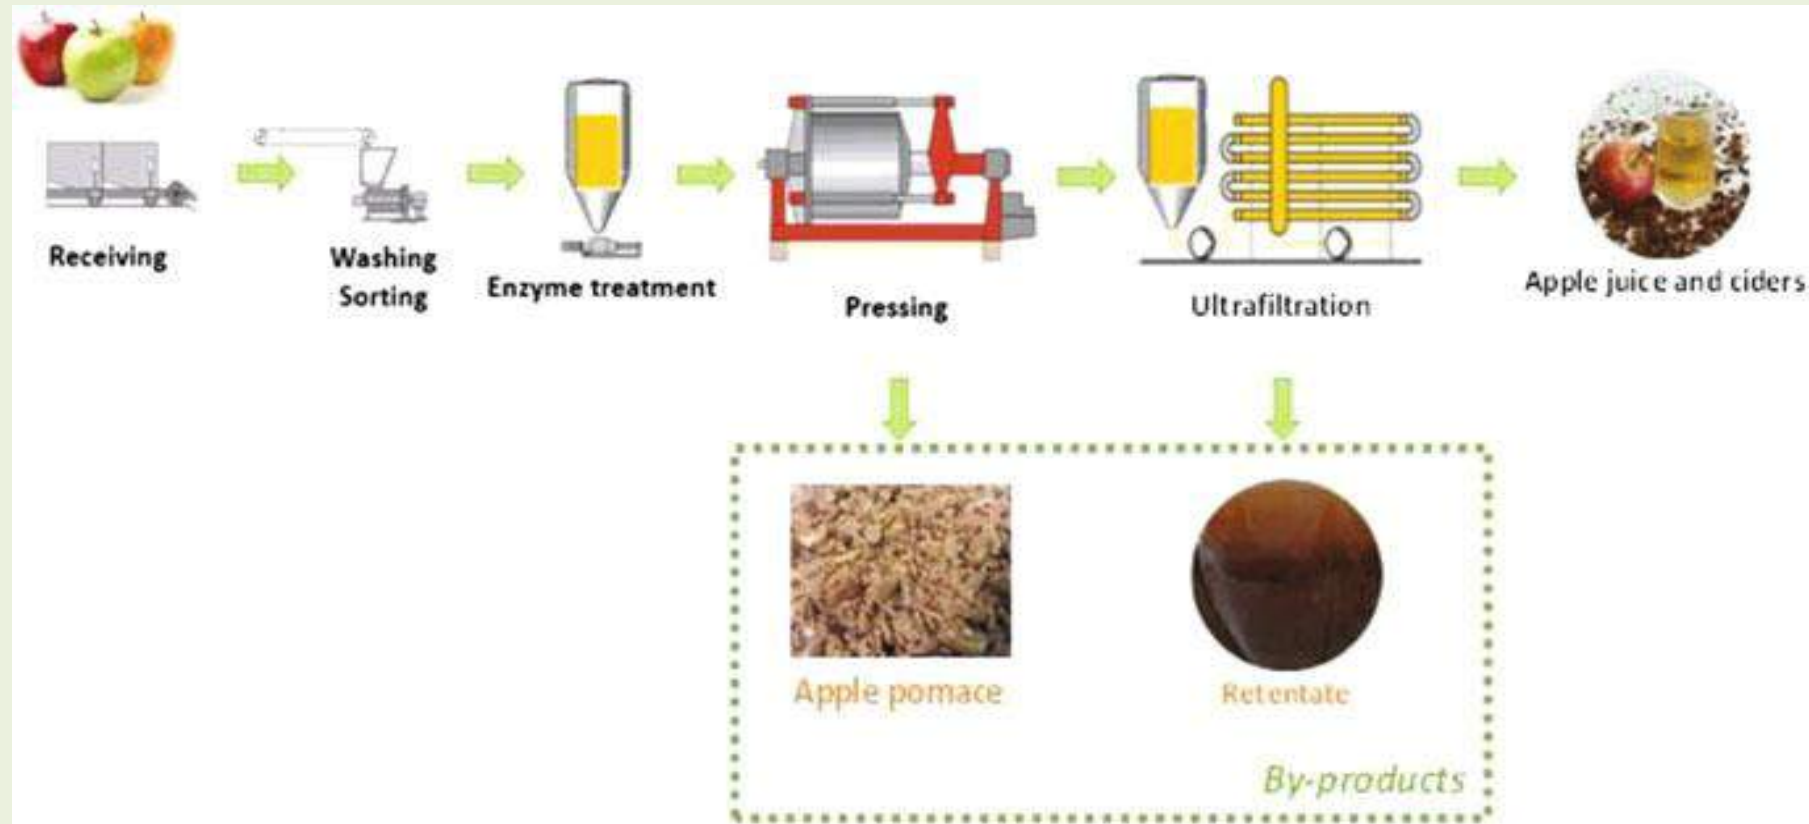 Receiving
Washing
Sorting
Enzyme treatment
Pressing
Ultrafiltration
Apple juice and ciders
Apple pomace
Retentate
By-products